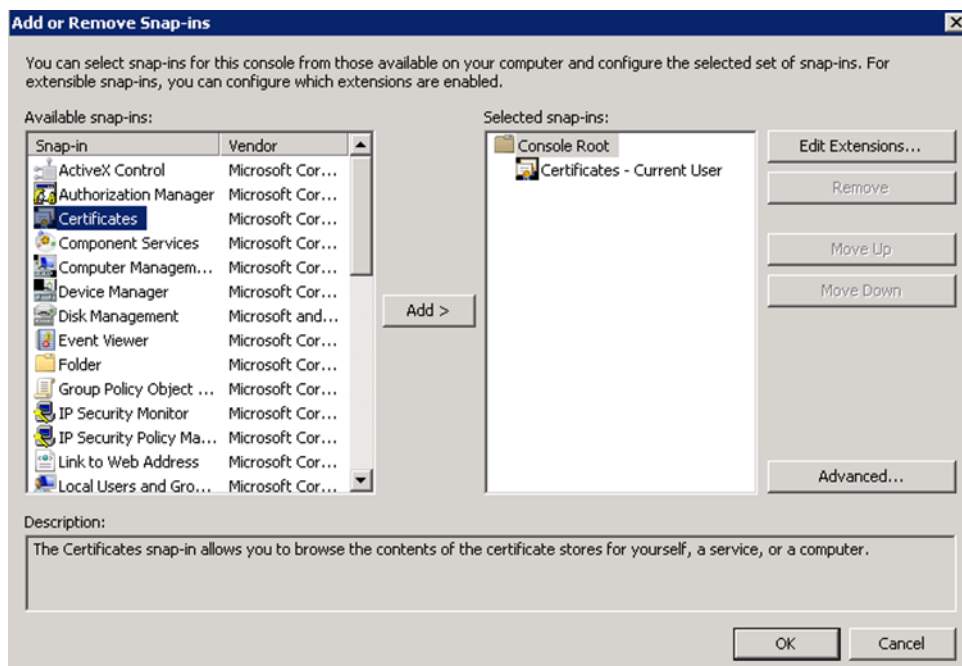 Add or Remove Snap-ins
You can select snap-ins for this console from those available on your computer and configure the selected set of snap-ins. For
extensible snap-ins, you can configure which extensions are enabled.
Available snap-ins:
Snap-in Vendor
ActiveX Control Microsoft Cor...
Authorization Manager Microsoft Cor...
Certificates Microsoft Cor...
Component Services Microsoft Cor...
Computer Managem... Microsoft Cor...
Device Manager Microsoft Cor...
Disk Management Microsoft and...
Event Viewer Microsoft Cor...
Folder Microsoft Cor...
Group Policy Object ... Microsoft Cor...
IP Security Monitor Microsoft Cor...
IP Security Policy Ma... Microsoft Cor...
Link to Web Address Microsoft Cor...
Local Users and Gro... Microsoft Cor...
Add >
Selected snap-ins:
Console Root
Certificates - Current User
Edit Extensions...
Remove
Move Up
Move Down
Advanced...
Description:
The Certificates snap-in allows you to browse the contents of the certificate stores for yourself, a service, or a computer.
OK Cancel